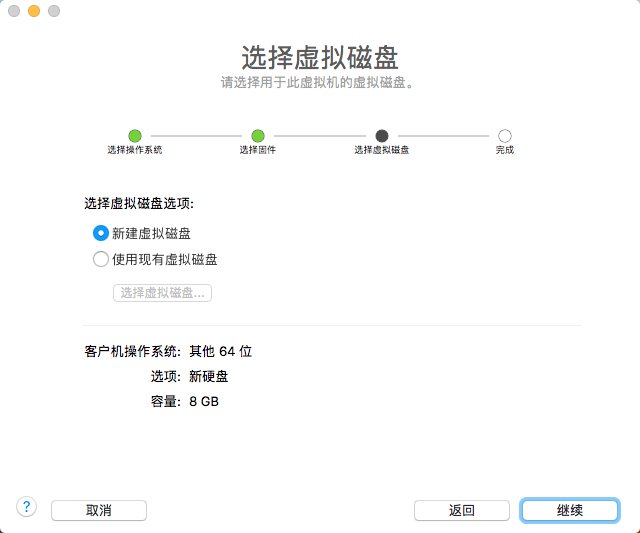 选择虚拟磁盘
请选择用于此虚拟机的虚拟磁盘。
选择操作系统 选择固件 选择虚拟磁盘 完成
选择虚拟磁盘选项:
新建虚拟磁盘
使用现有虚拟磁盘
选择虚拟磁盘...
客户机操作系统: 其他 64 位
选项: 新硬盘
容量: 8 GB
? 取消 返回 继续